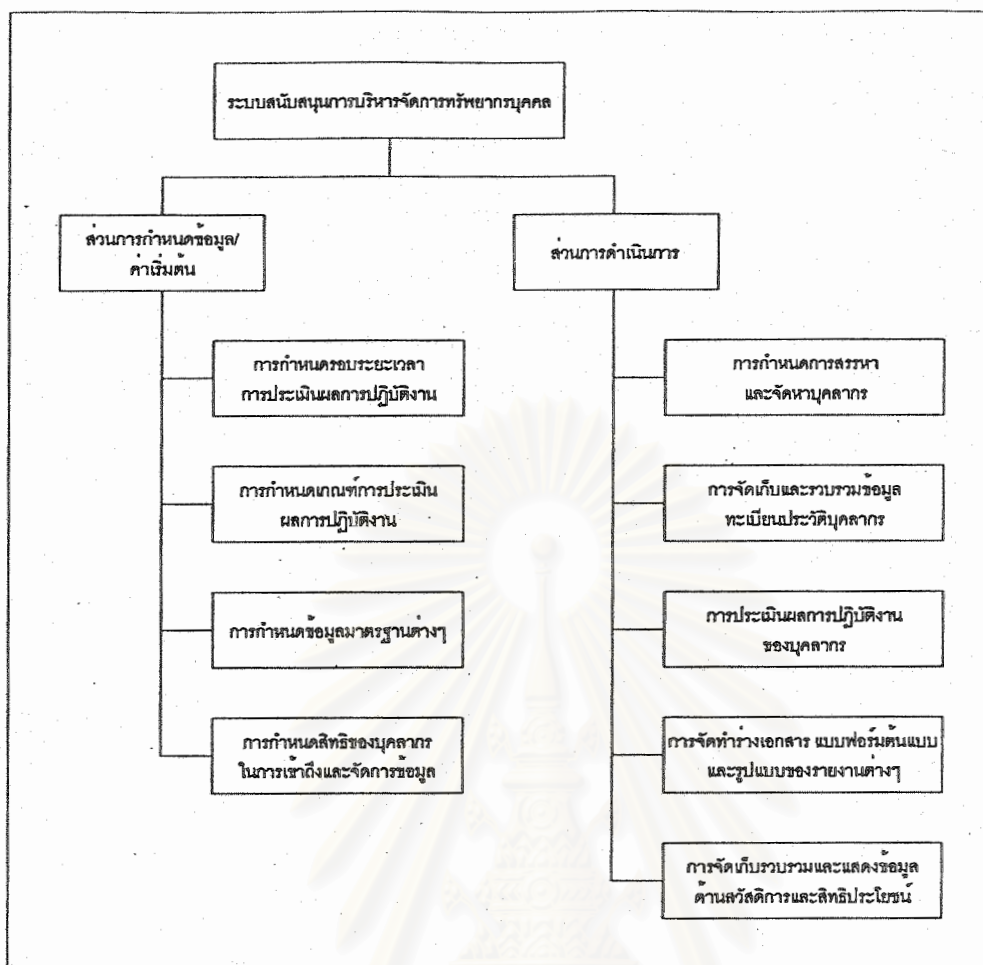 ระบบสนับสนุนการบริหารจัดการทรัพยากรบุคคล
ส่วนการกำหนดข้อมูล/
ค่าเริ่มต้น
การกำหนดรอบระยะเวลา
การประเมินผลการปฏิบัติงาน
การกำหนดเกณฑ์การประเมิน
ผลการปฏิบัติงาน
การกำหนดข้อมูลมาตรฐานต่างๆ
การกำหนดสิทธิของบุคลากร
ในการเข้าถึงและจัดการข้อมูล
ส่วนการดำเนินการ
การกำหนดการสรรหา
และจัดหาบุคลากร
การจัดเก็บและรวบรวมข้อมูล
ทะเบียนประวัติบุคลากร
การประเมินผลการปฏิบัติงาน
ของบุคลากร
การจัดทำร่างเอกสาร แบบฟอร์มต้นแบบ
และรูปแบบของรายงานต่างๆ
การจัดเก็บรวบรวมและแสดงข้อมูล
ด้านสวัสดิการและสิทธิประโยชน์